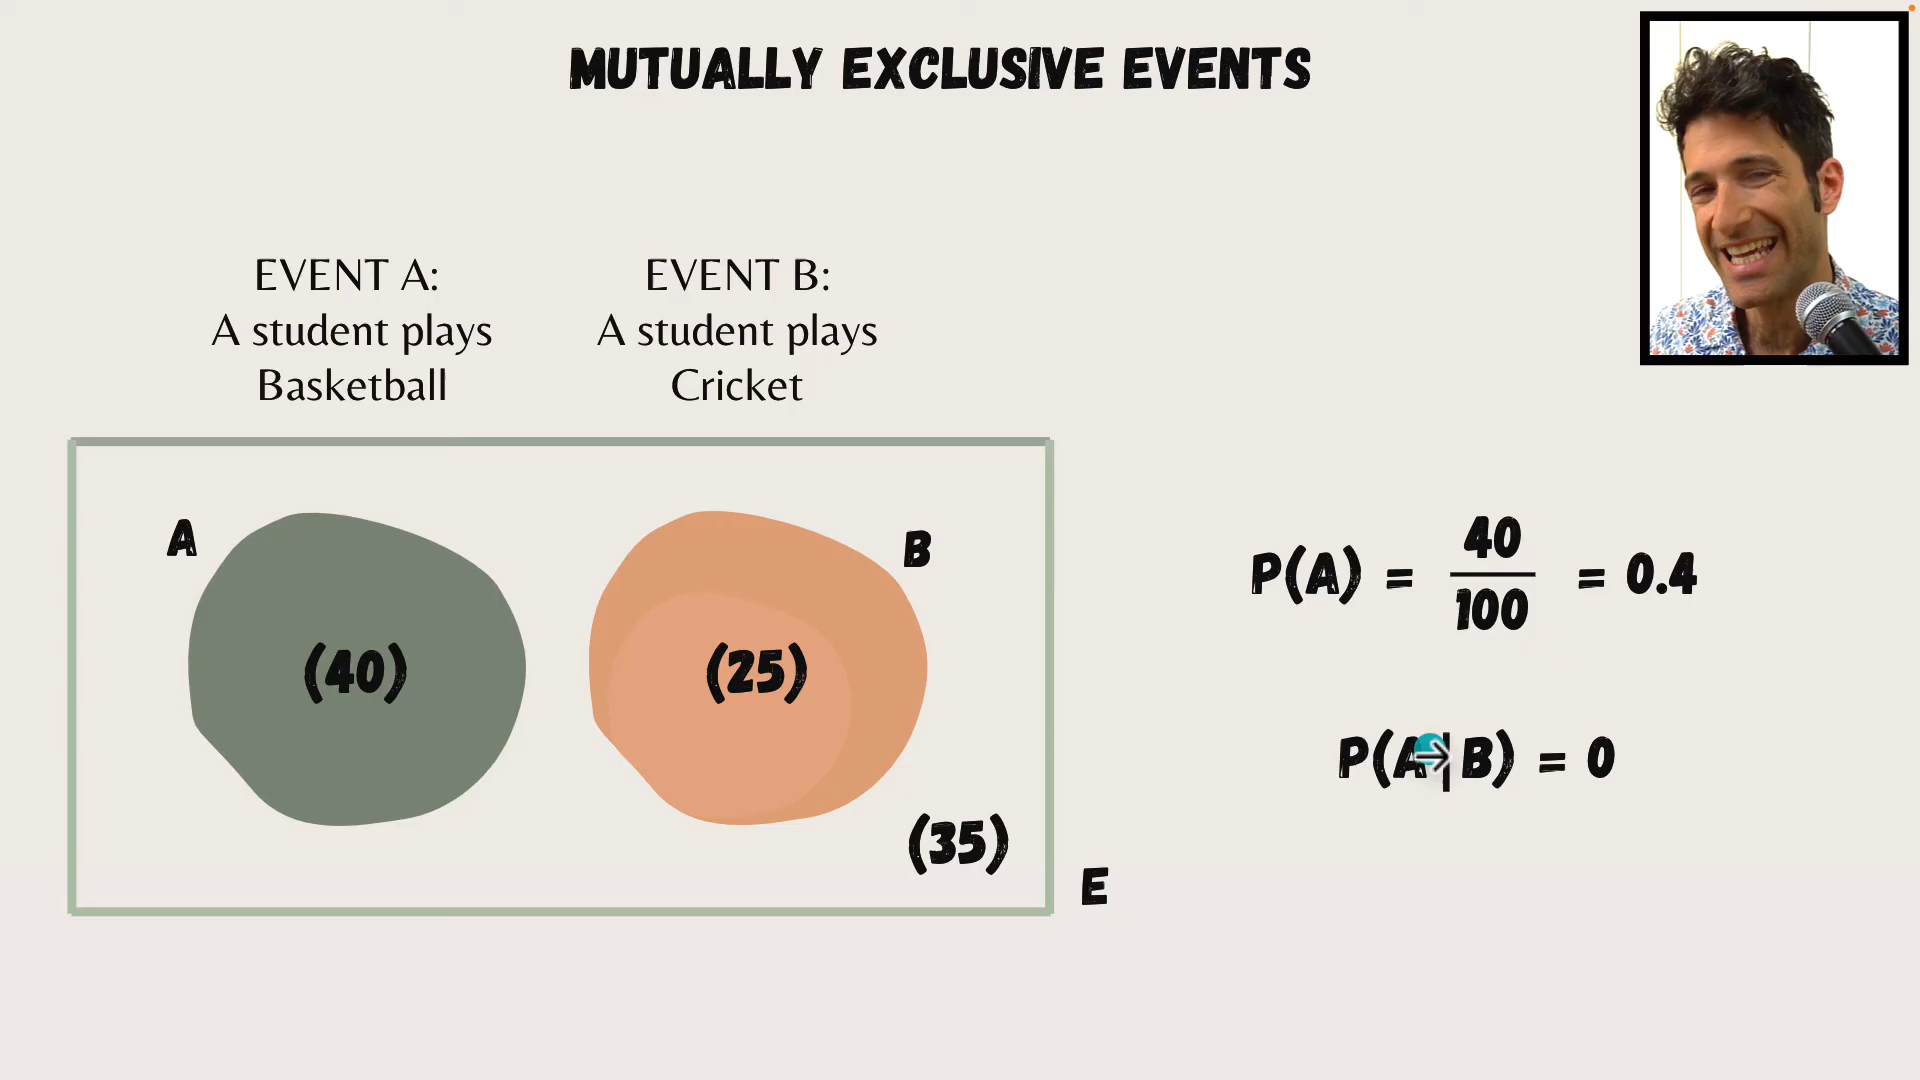 MUTUALLY EXCLUSIVE EVENTS
EVENT A:
A student plays
Basketball
EVENT B:
A student plays
Cricket
A
B
(40)
(25)
(35)
E
P(A) = 40/100 = 0.4
P(A|B) = 0